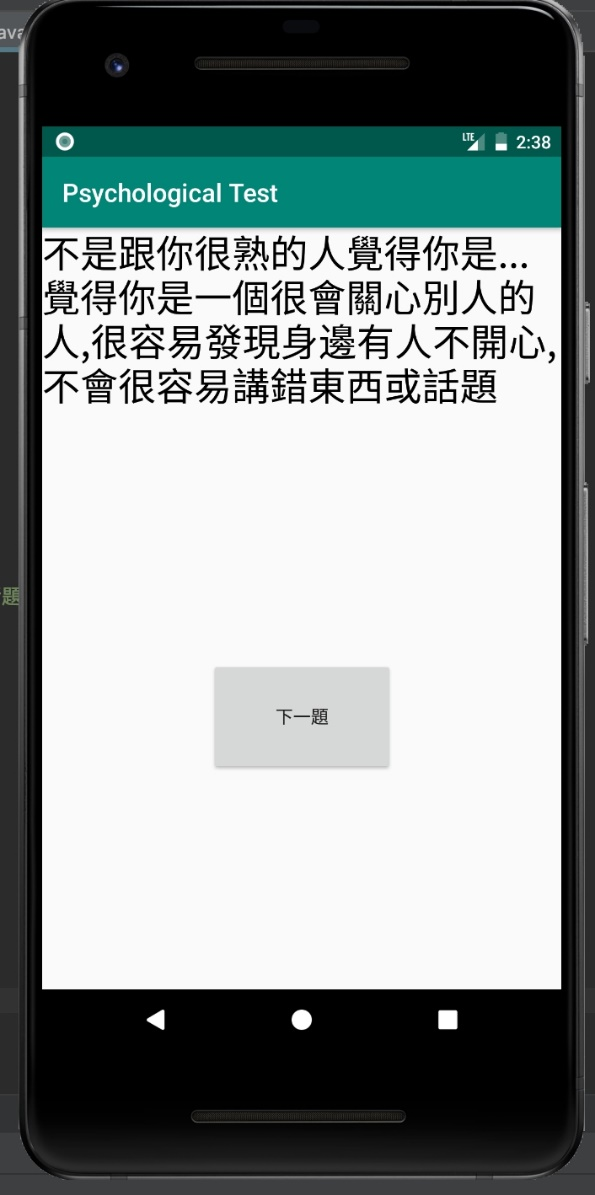 ava
LTE 2:38
Psychological Test
不是跟你很熟的人覺得你是...
覺得你是一個很會關心別人的
人,很容易發現身邊有人不開心,
不會很容易講錯東西或話題
題
下一題